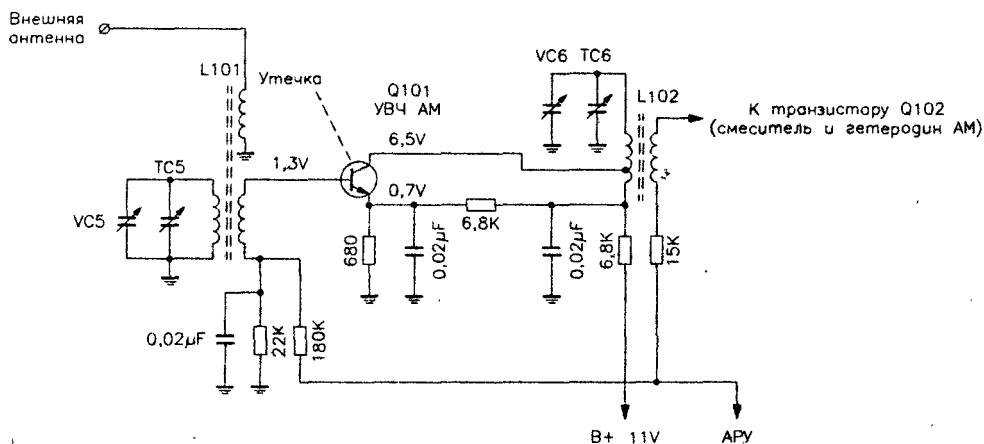 Внешняя
антенна
L101
Утечка
Q101
УВЧ АМ
VC6 TC6
L102
К транзистару Q102
(смеситель и гетеродин АМ)
6,5V
1,3V
TC5
VC5
0,7V
6,8K
680
0,02µF
0,02µF
6,8K
15K
0,02µF
22K
180K
B+ 11V
АРУ